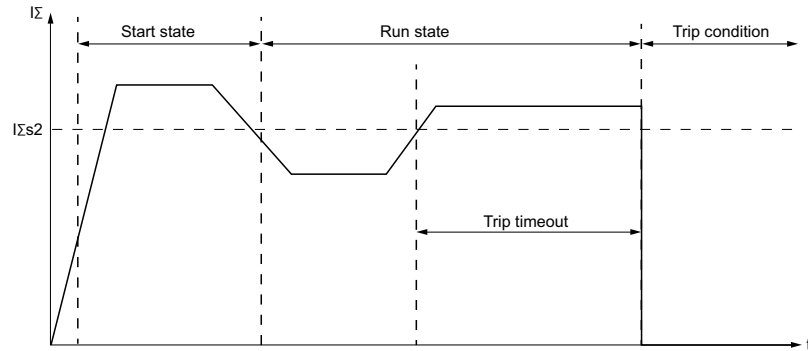 IΣ
Start state
Run state
Trip condition
IΣs2
Trip timeout
t